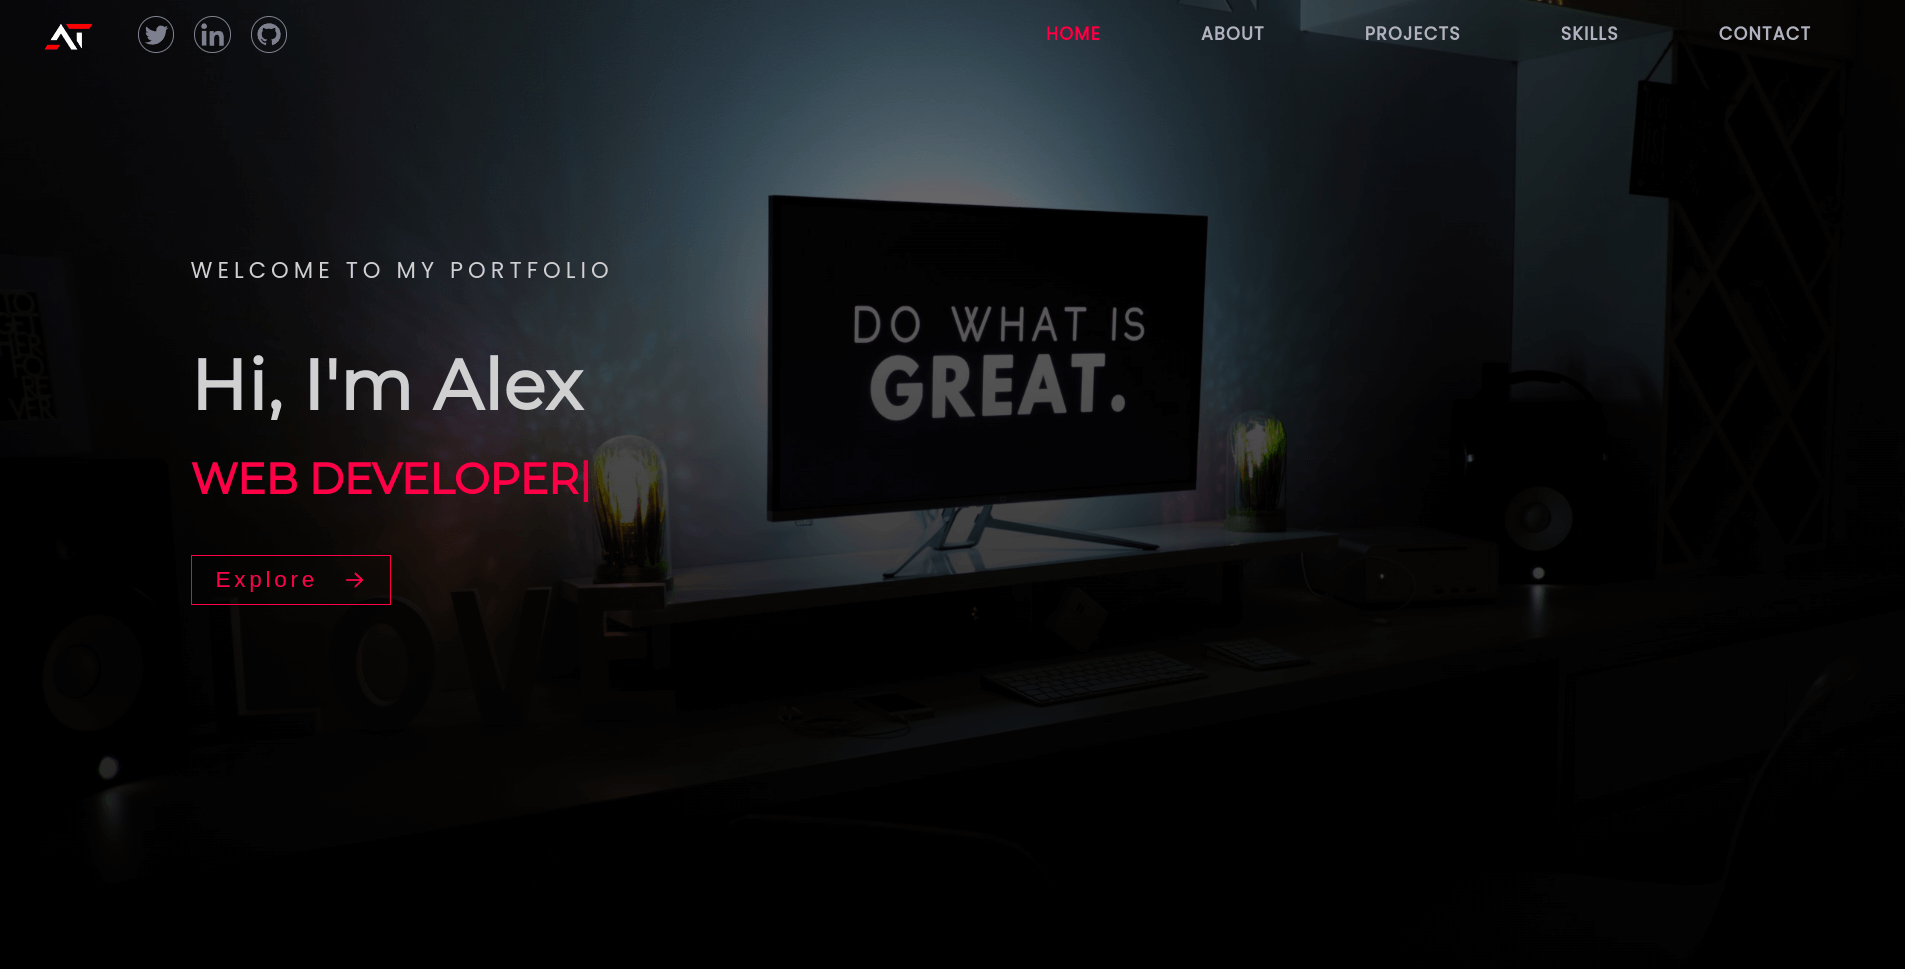 AT
HOME
ABOUT
PROJECTS
SKILLS
CONTACT
WELCOME TO MY PORTFOLIO
Hi, I'm Alex
WEB DEVELOPER|
Explore →
DO WHAT IS
GREAT.
LOVE